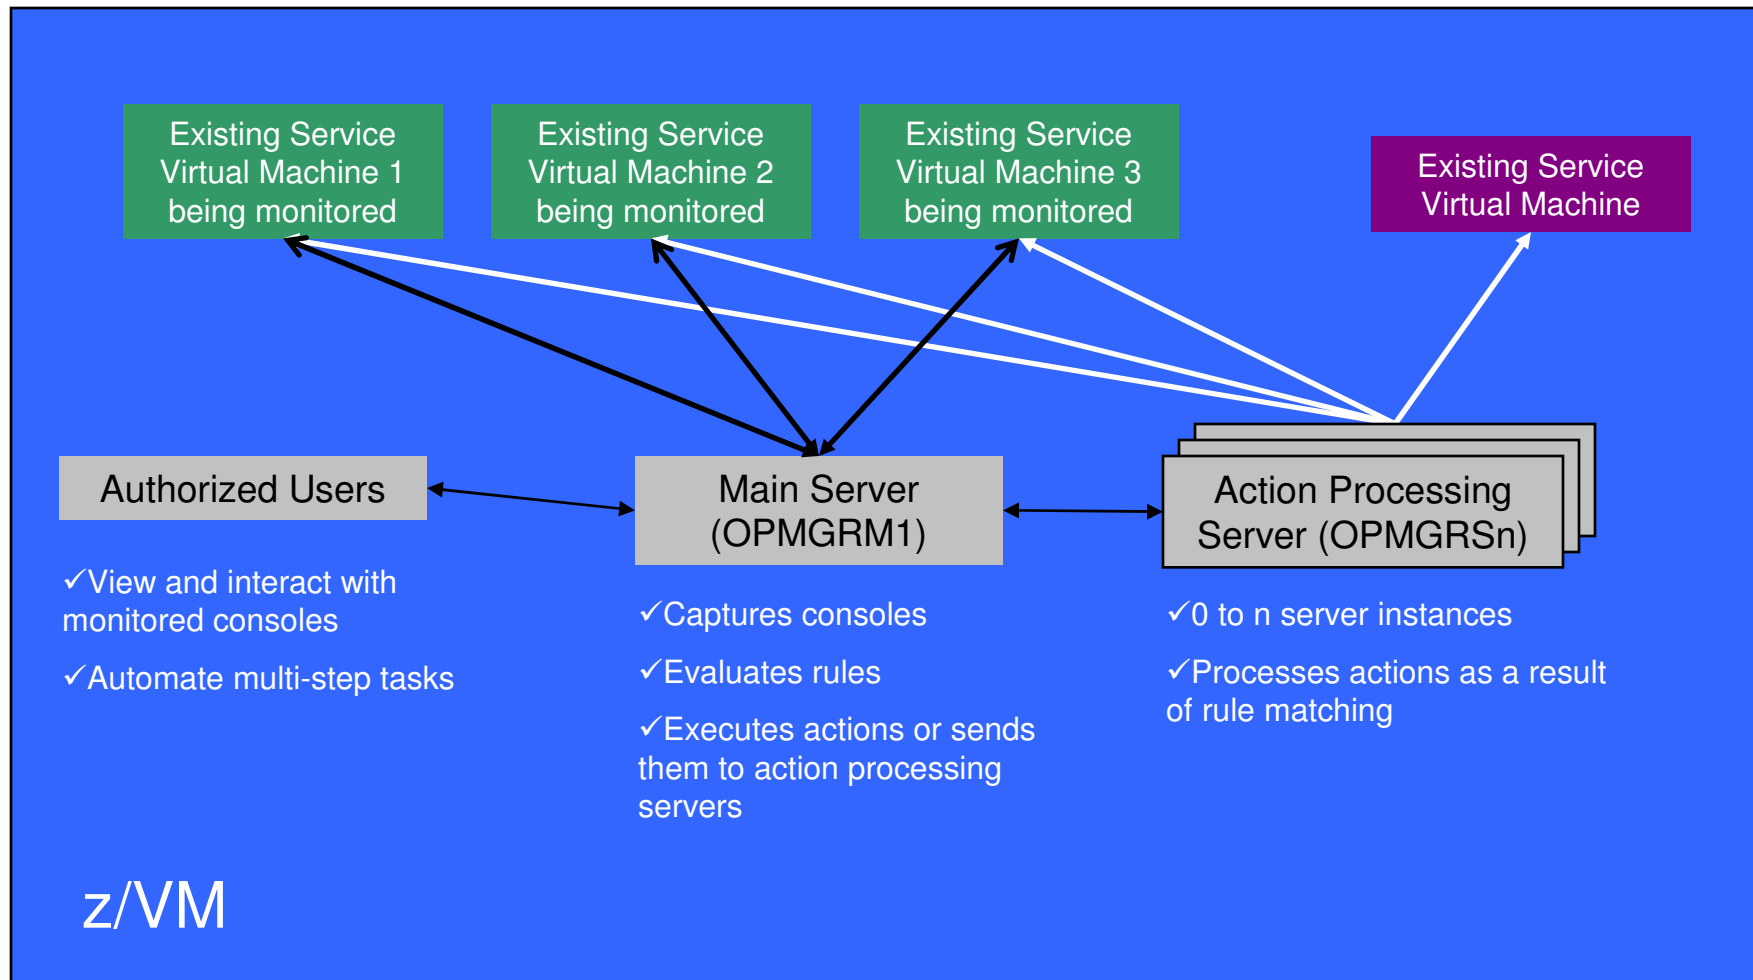 Existing Service
Virtual Machine 1
being monitored
Existing Service
Virtual Machine 2
being monitored
Existing Service
Virtual Machine 3
being monitored
Existing Service
Virtual Machine
Authorized Users
Main Server
(OPMGRM1)
Action Processing
Server (OPMGRSn)
✓View and interact with
monitored consoles
✓Automate multi-step tasks
✓Captures consoles
✓Evaluates rules
✓Executes actions or sends
them to action processing
servers
✓0 to n server instances
✓Processes actions as a result
of rule matching
z/VM